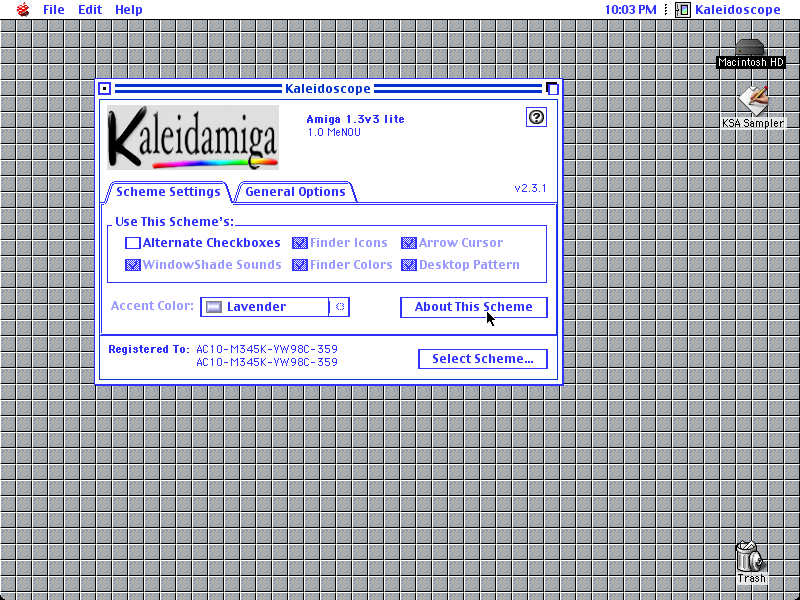 File Edit Help 10:03 PM Kaleidoscope
Macintosh HD
KSA Sampler
Kaleidoscope
Kaleidamiga
Amiga 1.3v3 lite
1.0 MeNOU
Scheme Settings General Options v2.3.1
Use This Scheme's:
Alternate Checkboxes Finder Icons Arrow Cursor
WindowShade Sounds Finder Colors Desktop Pattern
Accent Color: Lavender About This Scheme
Registered To: AC10-M345K-VW98C-359
AC10-M345K-VW98C-359
Select Scheme...
Trash